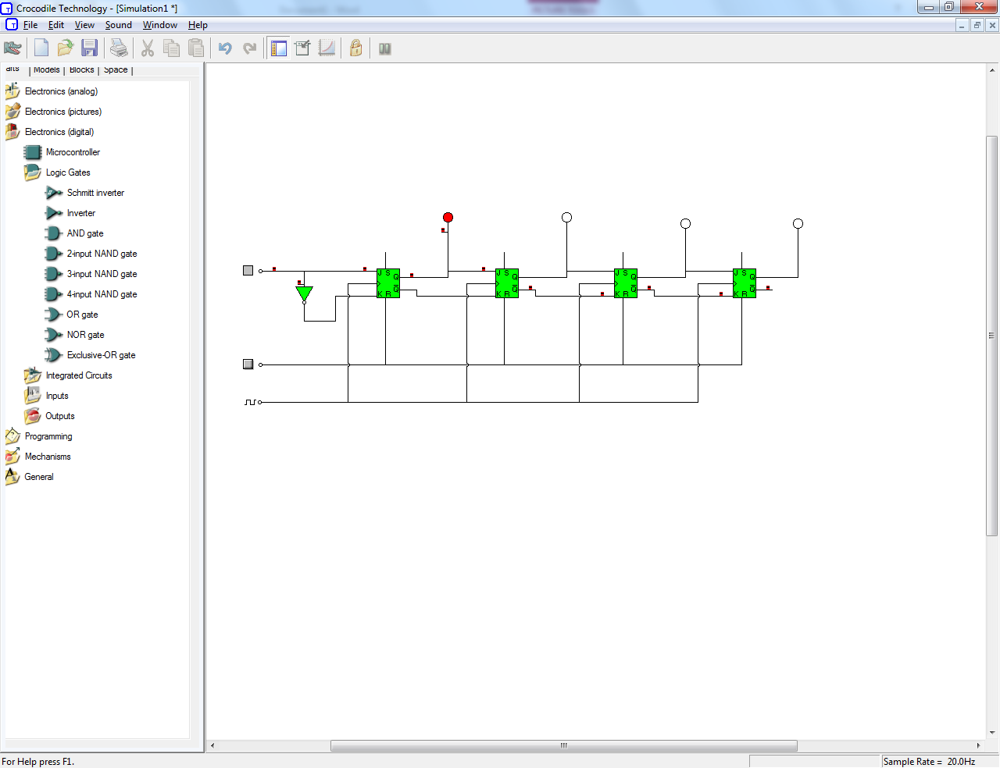 Crocodile Technology - [Simulation1 *]
File Edit View Sound Window Help
arts | Models | Blocks | Space |
Electronics (analog)
Electronics (pictures)
Electronics (digital)
Microcontroller
Logic Gates
Schmitt inverter
Inverter
AND gate
2-input NAND gate
3-input NAND gate
4-input NAND gate
OR gate
NOR gate
Exclusive-OR gate
Integrated Circuits
Inputs
Outputs
Programming
Mechanisms
General
J S Q
K R Q
J S Q
K R Q
J S Q
K R Q
J S Q
K R Q
For Help press F1.
Sample Rate = 20.0Hz